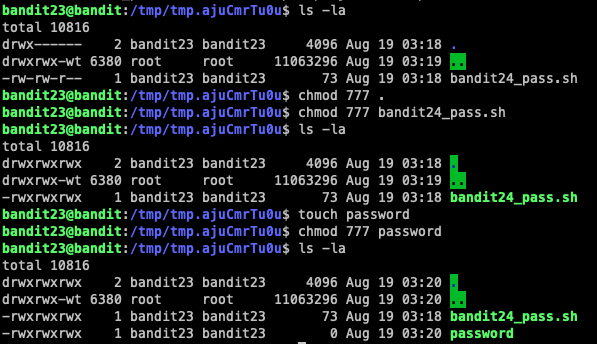 bandit23@bandit:/tmp/tmp.ajuCmrTu0u$ ls -la
total 10816
drwx------    2 bandit23 bandit23     4096 Aug 19 03:18 .
drwxrwx-wt 6380 root     root     11063296 Aug 19 03:19 ..
-rw-rw-r--    1 bandit23 bandit23       73 Aug 19 03:18 bandit24_pass.sh
bandit23@bandit:/tmp/tmp.ajuCmrTu0u$ chmod 777 .
bandit23@bandit:/tmp/tmp.ajuCmrTu0u$ chmod 777 bandit24_pass.sh
bandit23@bandit:/tmp/tmp.ajuCmrTu0u$ ls -la
total 10816
drwxrwxrwx    2 bandit23 bandit23     4096 Aug 19 03:18 .
drwxrwx-wt 6380 root     root     11063296 Aug 19 03:19 ..
-rwxrwxrwx    1 bandit23 bandit23       73 Aug 19 03:18 bandit24_pass.sh
bandit23@bandit:/tmp/tmp.ajuCmrTu0u$ touch password
bandit23@bandit:/tmp/tmp.ajuCmrTu0u$ chmod 777 password
bandit23@bandit:/tmp/tmp.ajuCmrTu0u$ ls -la
total 10816
drwxrwxrwx    2 bandit23 bandit23     4096 Aug 19 03:20 .
drwxrwx-wt 6380 root     root     11063296 Aug 19 03:20 ..
-rwxrwxrwx    1 bandit23 bandit23       73 Aug 19 03:18 bandit24_pass.sh
-rwxrwxrwx    1 bandit23 bandit23        0 Aug 19 03:20 password